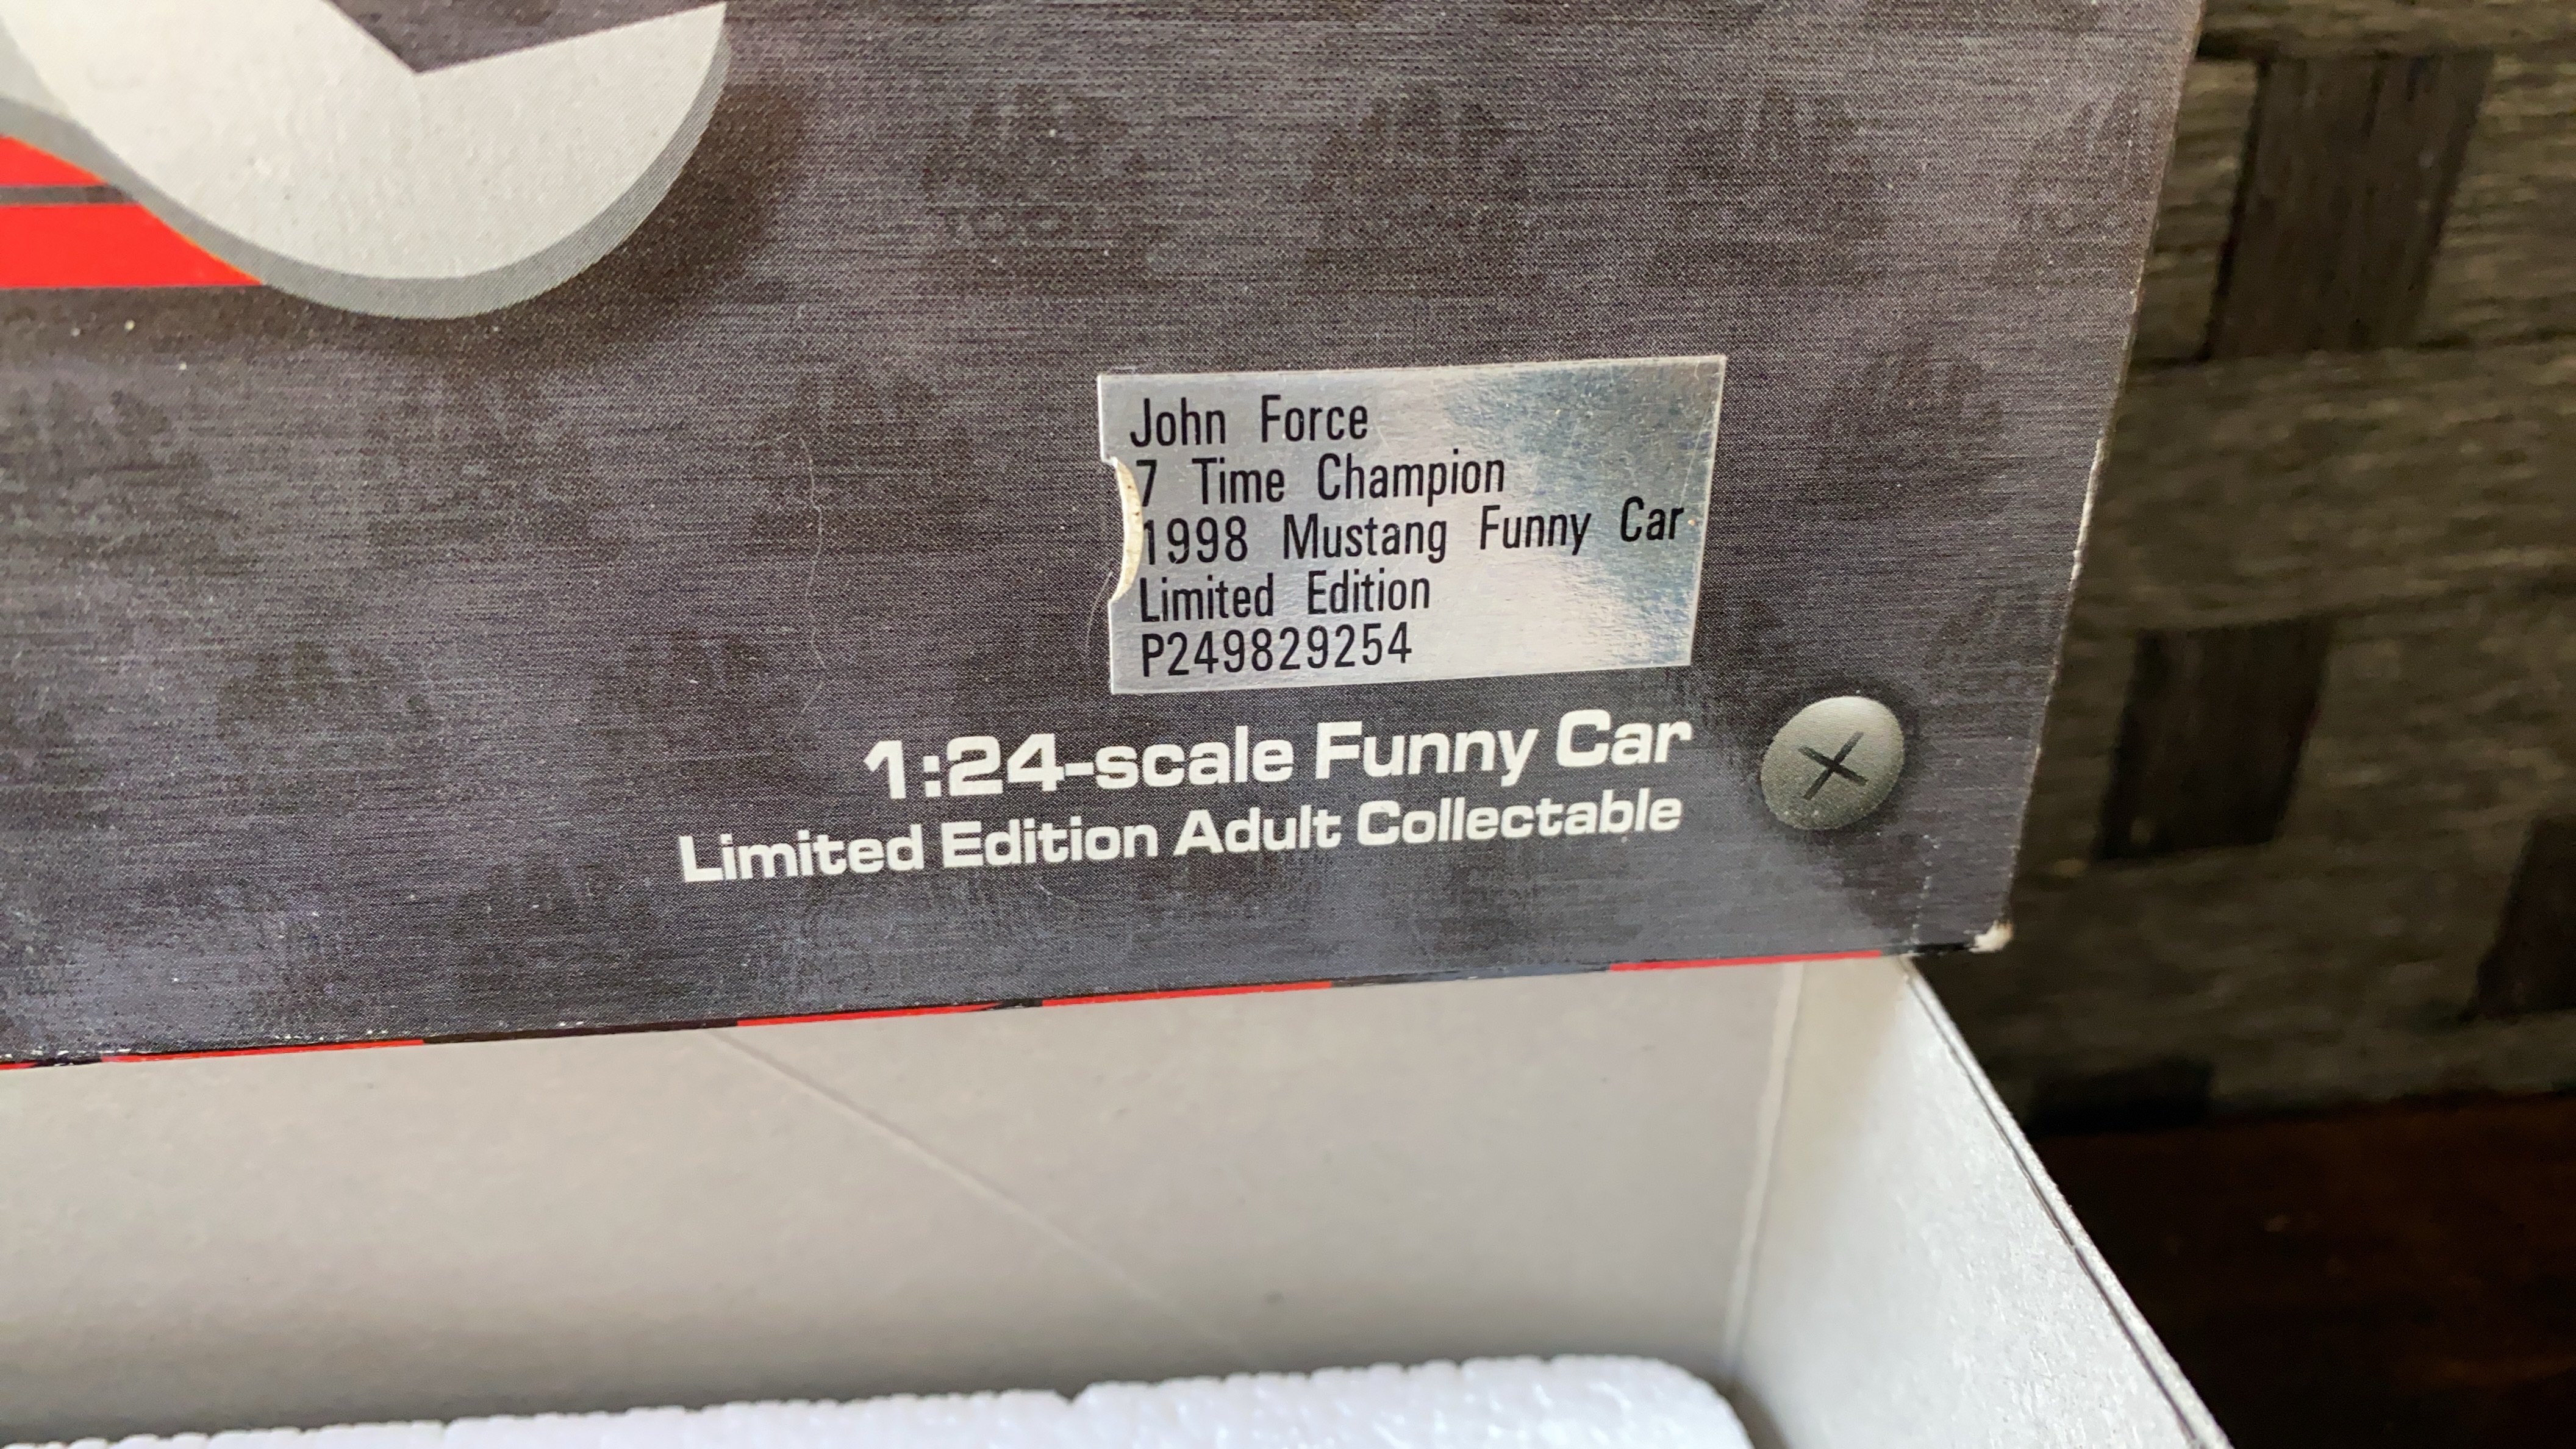 John Force
7 Time Champion
1998 Mustang Funny Car
Limited Edition
P249829254
1:24-scale Funny Car
Limited Edition Adult Collectable